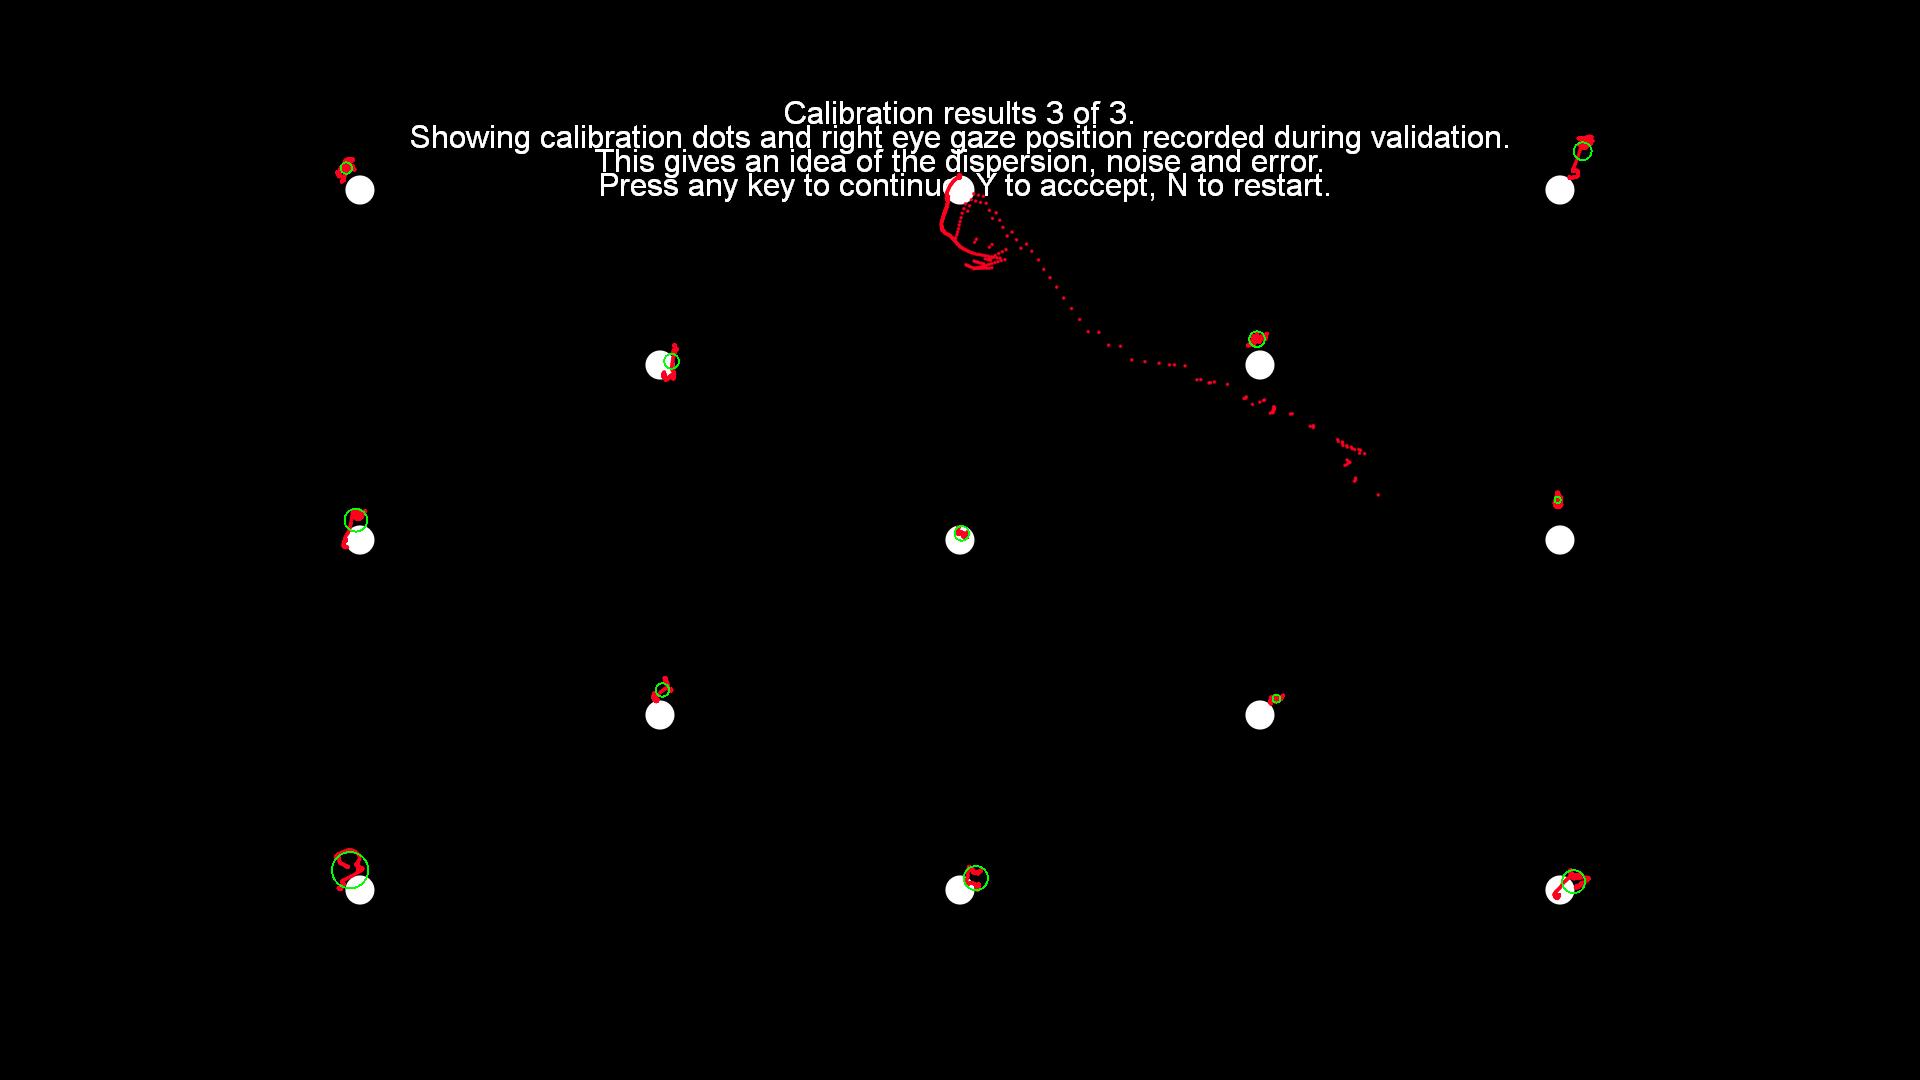 Calibration results 3 of 3.
Showing calibration dots and right eye gaze position recorded during validation.
This gives an idea of the dispersion, noise and error.
Press any key to continu Y to acccept, N to restart.